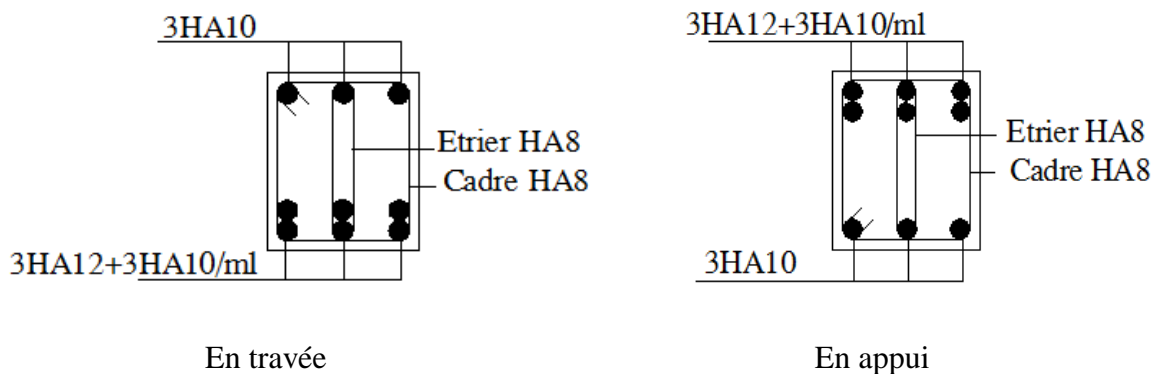 3HA10
Etrier HA8
Cadre HA8
3HA12+3HA10/ml
En travée
3HA12+3HA10/ml
Etrier HA8
Cadre HA8
3HA10
En appui